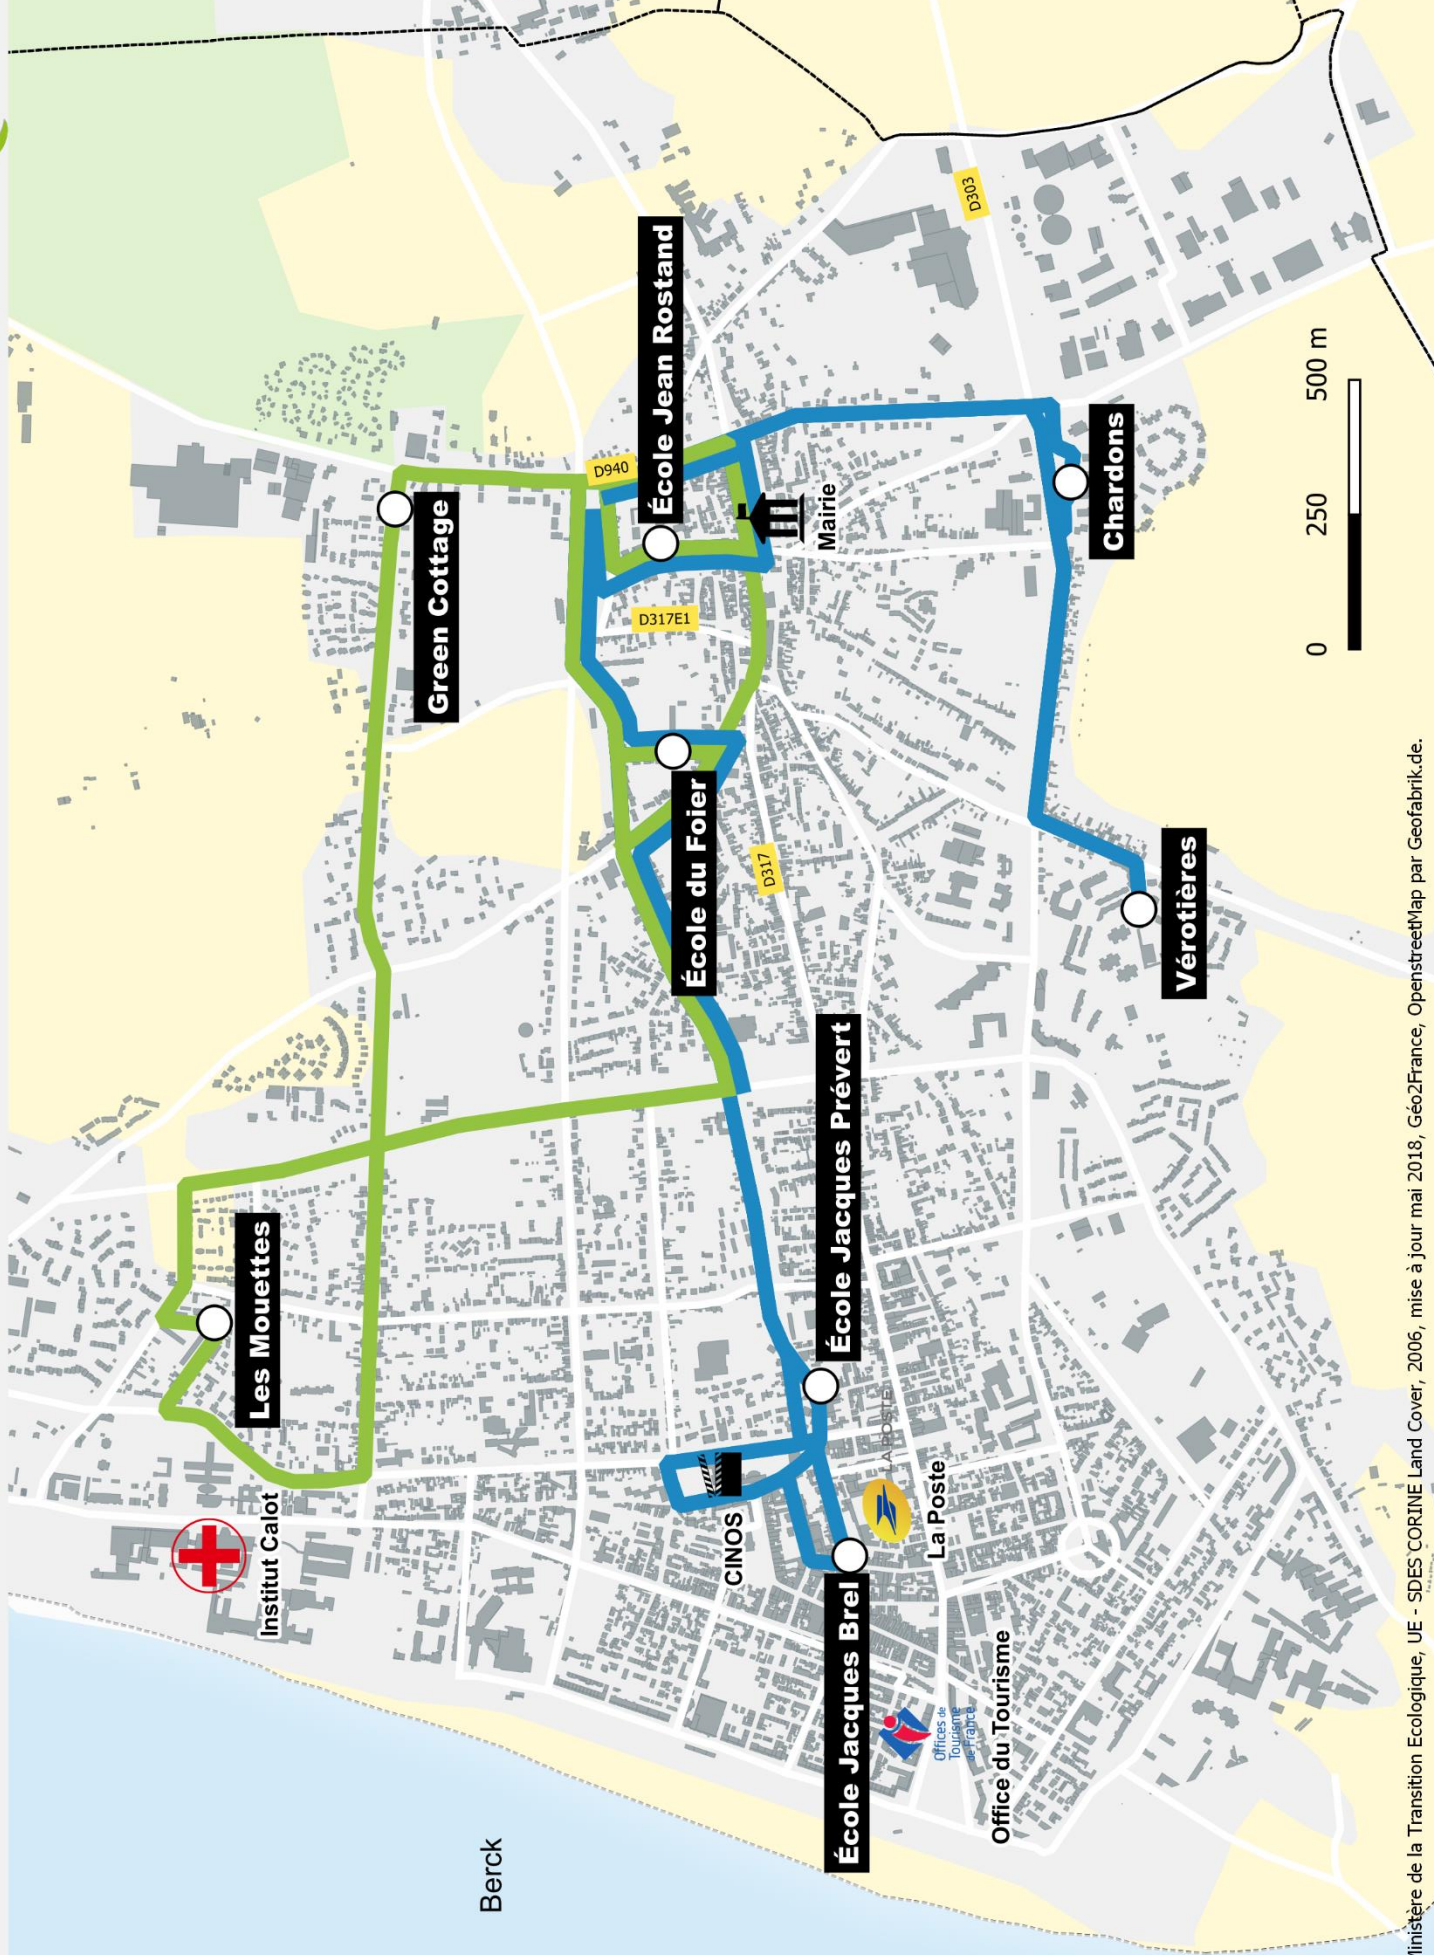 Berck
Institut Calot
Les Mouettes
Green Cottage
CINOS
École Jacques Brel
École Jacques Prévert
École du Foier
École Jean Rostand
D940
D317E1
D317
D303
Mairie
LA POSTE
La Poste
Offices de
Tourisme
de France
Office du Tourisme
Vérotières
Chardons
0 250 500 m
Ministère de la Transition Ecologique, UE - SDES CORINE Land Cover, 2006, mise à jour mai 2018, Géo2France, OpenstreetMap par Geofabrik.de.